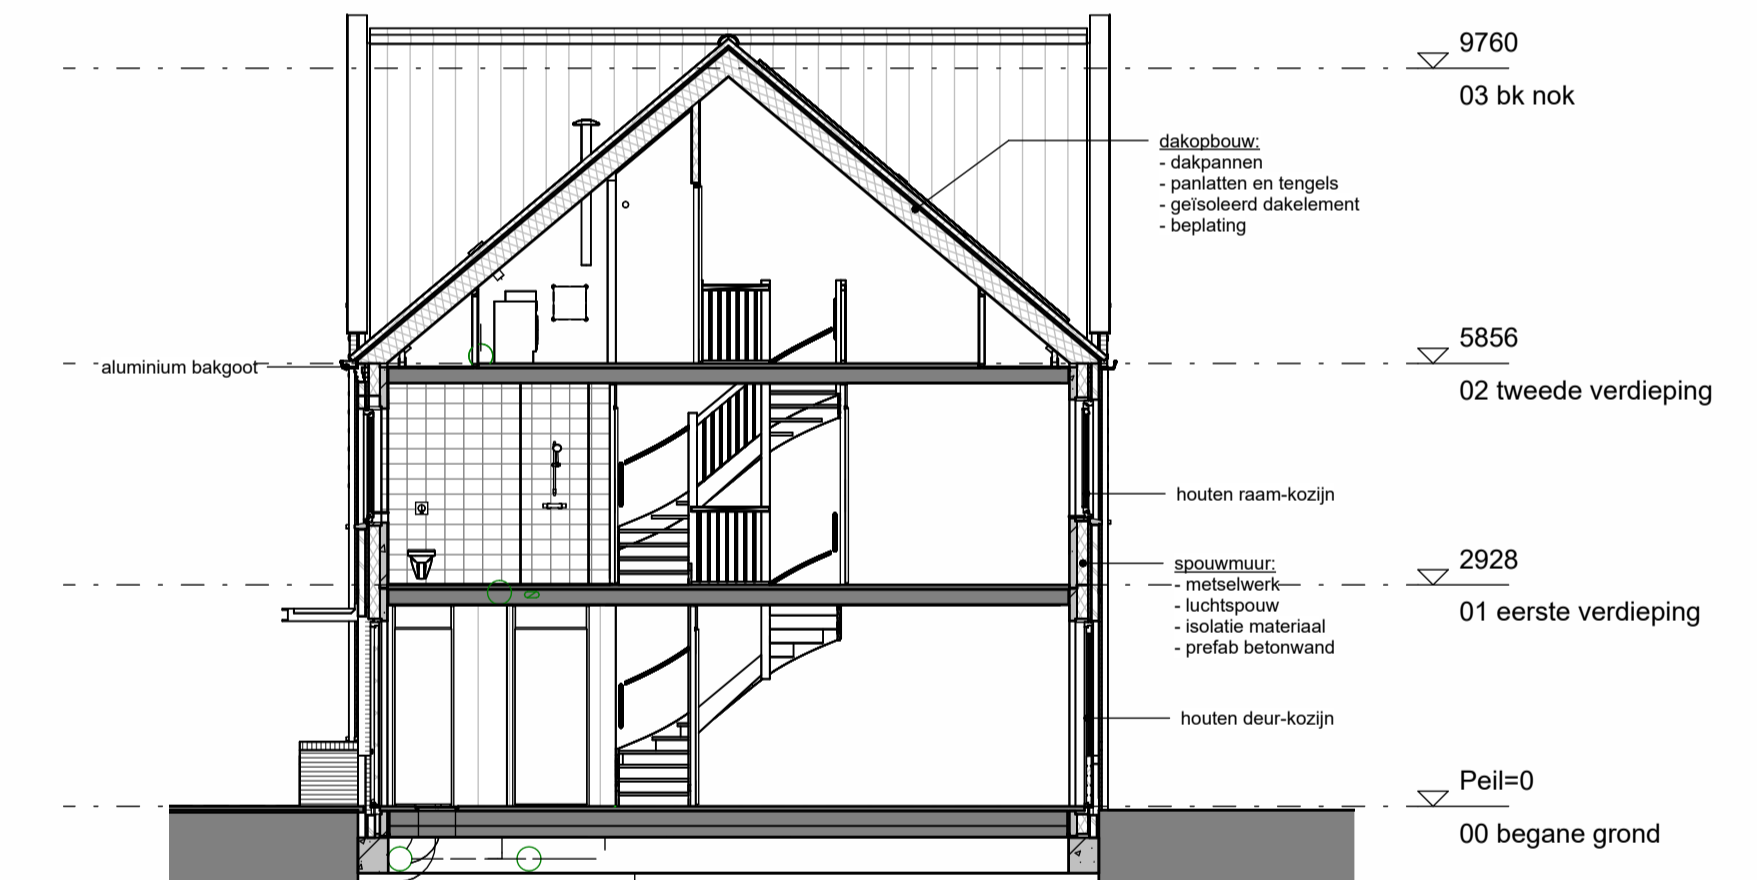 9760
03 bk nok
dakopbouw:
- dakpannen
- panlatten en tengels
- geïsoleerd dakelement
- beplating
5856
aluminium bakgoot
02 tweede verdieping
houten raam-kozijn
2928
spouwmuur:
- metselwerk
- luchtspouw
- isolatie materiaal
- prefab betonwand
01 eerste verdieping
houten deur-kozijn
Peil=0
00 begane grond